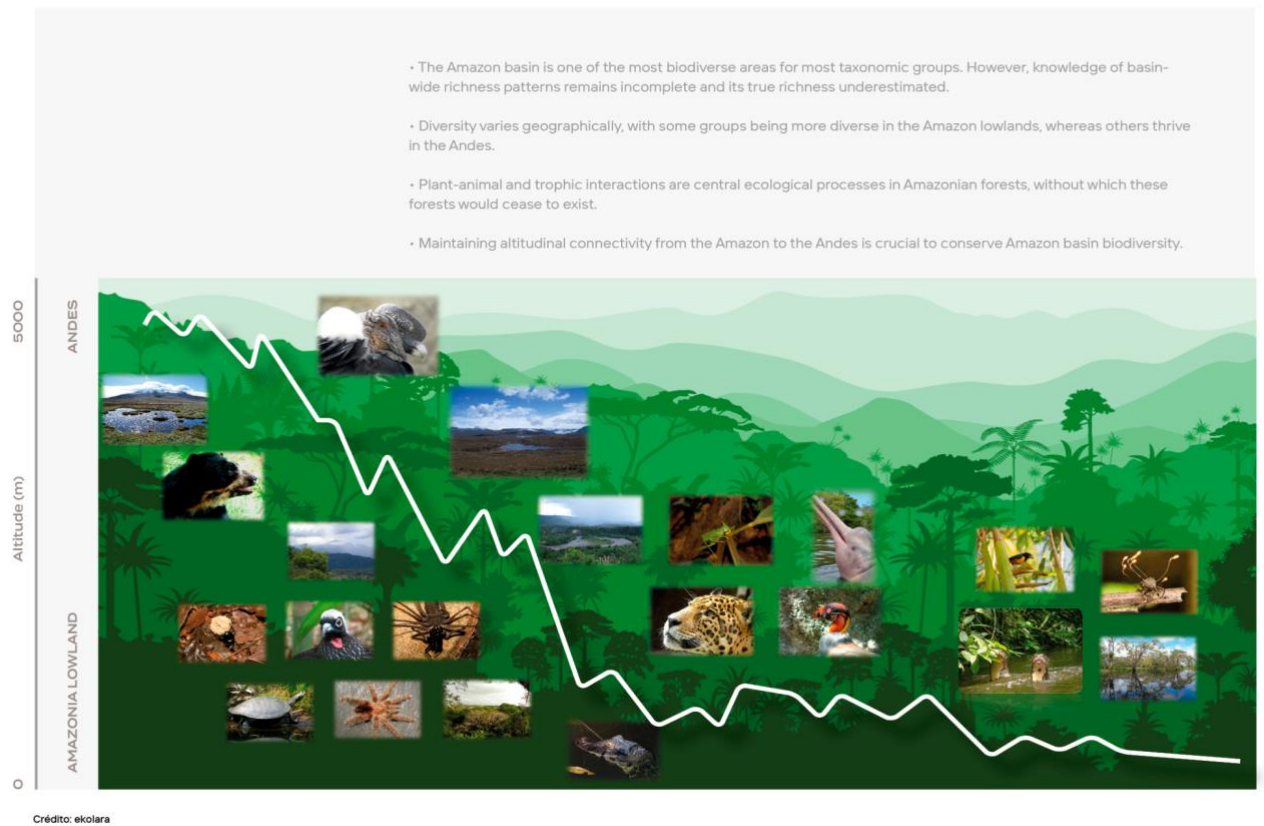 • The Amazon basin is one of the most biodiverse areas for most taxonomic groups. However, knowledge of basin-
wide richness patterns remains incomplete and its true richness underestimated.
• Diversity varies geographically, with some groups being more diverse in the Amazon lowlands, whereas others thrive
in the Andes.
• Plant-animal and trophic interactions are central ecological processes in Amazonian forests, without which these
forests would cease to exist.
• Maintaining altitudinal connectivity from the Amazon to the Andes is crucial to conserve Amazon basin biodiversity.
5000
ANDES
Altitude (m)
AMAZONIA LOWLAND
0
Crédito: ekolara